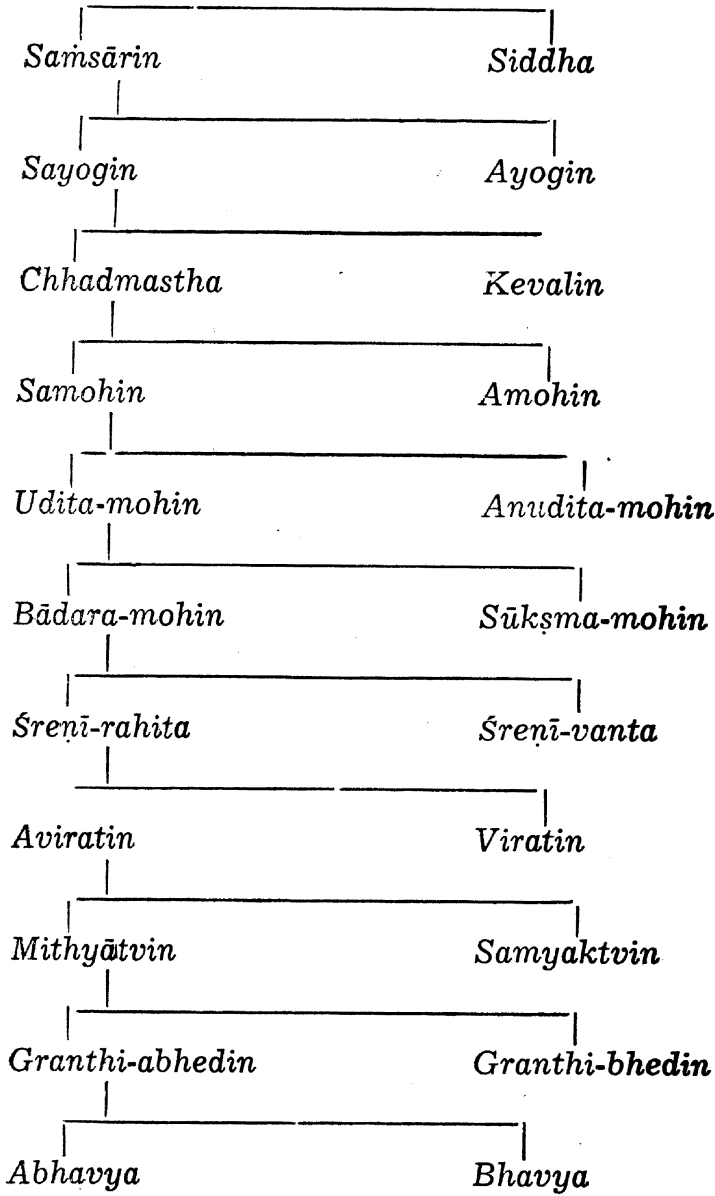 Saṁsārin Siddha
Sayogin Ayogin
Chhadmastha Kevalin
Samohin Amohin
Udita-mohin Anudita-mohin
Bādara-mohin Sūkṣma-mohin
Śreṇī-rahita Śreṇī-vanta
Aviratin Viratin
Mithyātvin Samyaktvin
Granthi-abhedin Granthi-bhedin
Abhavya Bhavya